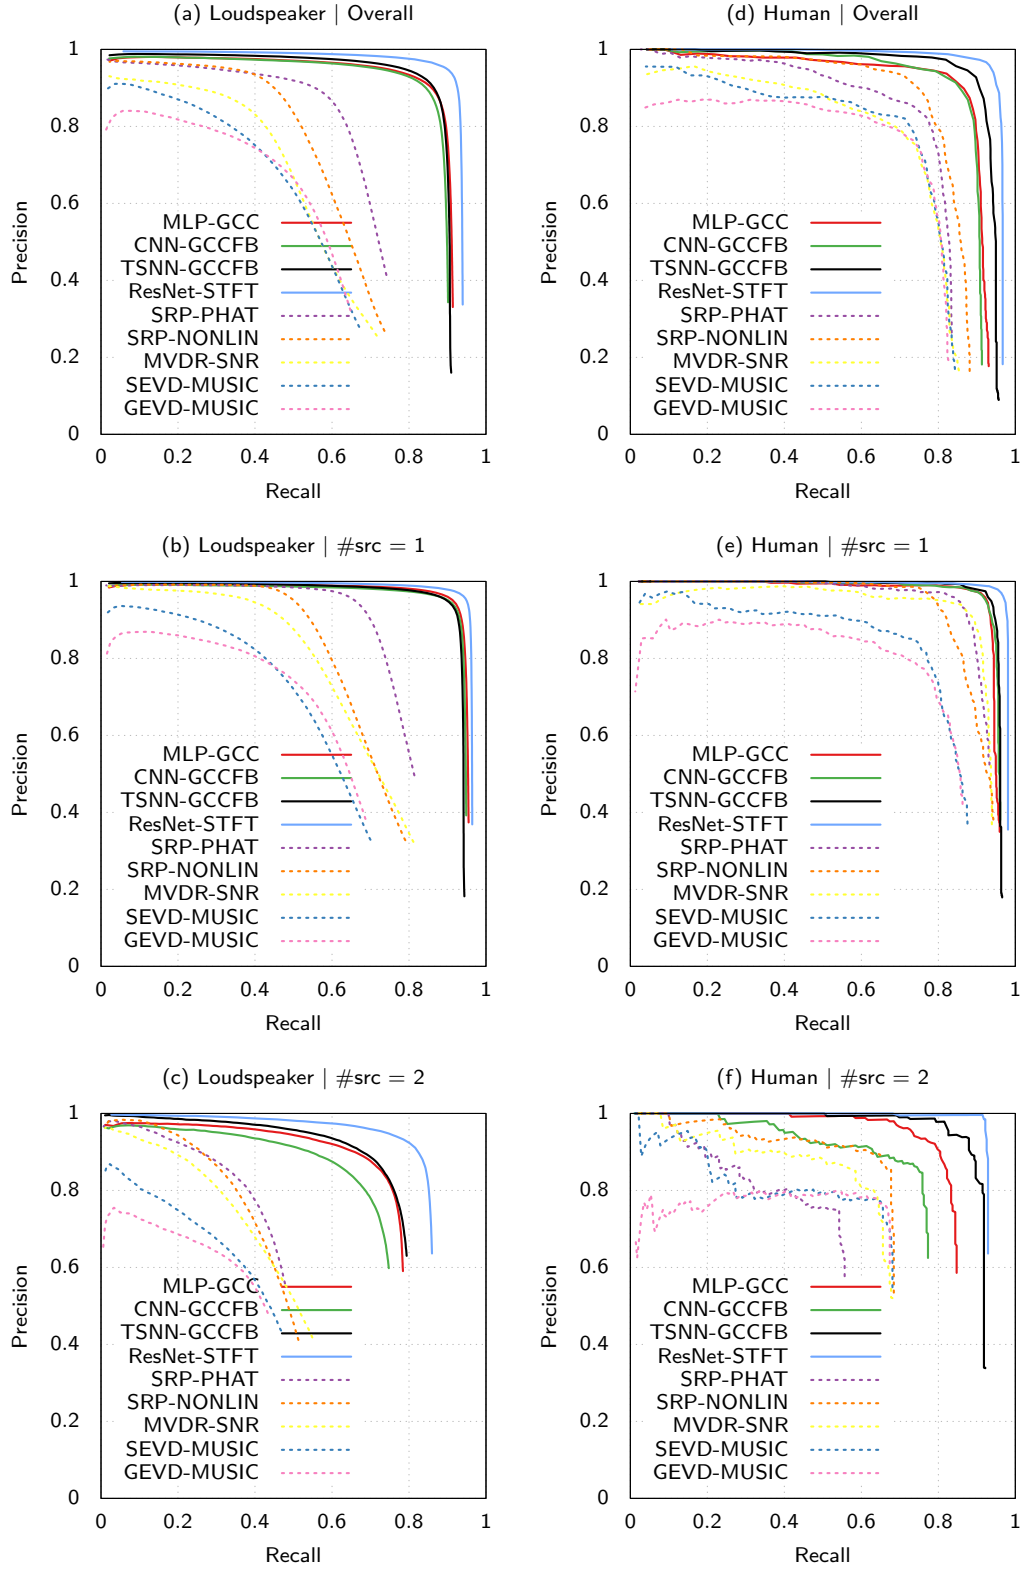 (a) Loudspeaker | Overall
1
0.8
0.6
0.4
0.2
0
Precision
MLP-GCC
CNN-GCCFB
TSNN-GCCFB
ResNet-STFT
SRP-PHAT
SRP-NONLIN
MVDR-SNR
SEVD-MUSIC
GEVD-MUSIC
0 0.2 0.4 0.6 0.8 1
Recall
(d) Human | Overall
1
0.8
0.6
0.4
0.2
0
Precision
MLP-GCC
CNN-GCCFB
TSNN-GCCFB
ResNet-STFT
SRP-PHAT
SRP-NONLIN
MVDR-SNR
SEVD-MUSIC
GEVD-MUSIC
0 0.2 0.4 0.6 0.8 1
Recall
(b) Loudspeaker | #src = 1
1
0.8
0.6
0.4
0.2
0
Precision
MLP-GCC
CNN-GCCFB
TSNN-GCCFB
ResNet-STFT
SRP-PHAT
SRP-NONLIN
MVDR-SNR
SEVD-MUSIC
GEVD-MUSIC
0 0.2 0.4 0.6 0.8 1
Recall
(e) Human | #src = 1
1
0.8
0.6
0.4
0.2
0
Precision
MLP-GCC
CNN-GCCFB
TSNN-GCCFB
ResNet-STFT
SRP-PHAT
SRP-NONLIN
MVDR-SNR
SEVD-MUSIC
GEVD-MUSIC
0 0.2 0.4 0.6 0.8 1
Recall
(c) Loudspeaker | #src = 2
1
0.8
0.6
0.4
0.2
0
Precision
MLP-GCC
CNN-GCCFB
TSNN-GCCFB
ResNet-STFT
SRP-PHAT
SRP-NONLIN
MVDR-SNR
SEVD-MUSIC
GEVD-MUSIC
0 0.2 0.4 0.6 0.8 1
Recall
(f) Human | #src = 2
1
0.8
0.6
0.4
0.2
0
Precision
MLP-GCC
CNN-GCCFB
TSNN-GCCFB
ResNet-STFT
SRP-PHAT
SRP-NONLIN
MVDR-SNR
SEVD-MUSIC
GEVD-MUSIC
0 0.2 0.4 0.6 0.8 1
Recall